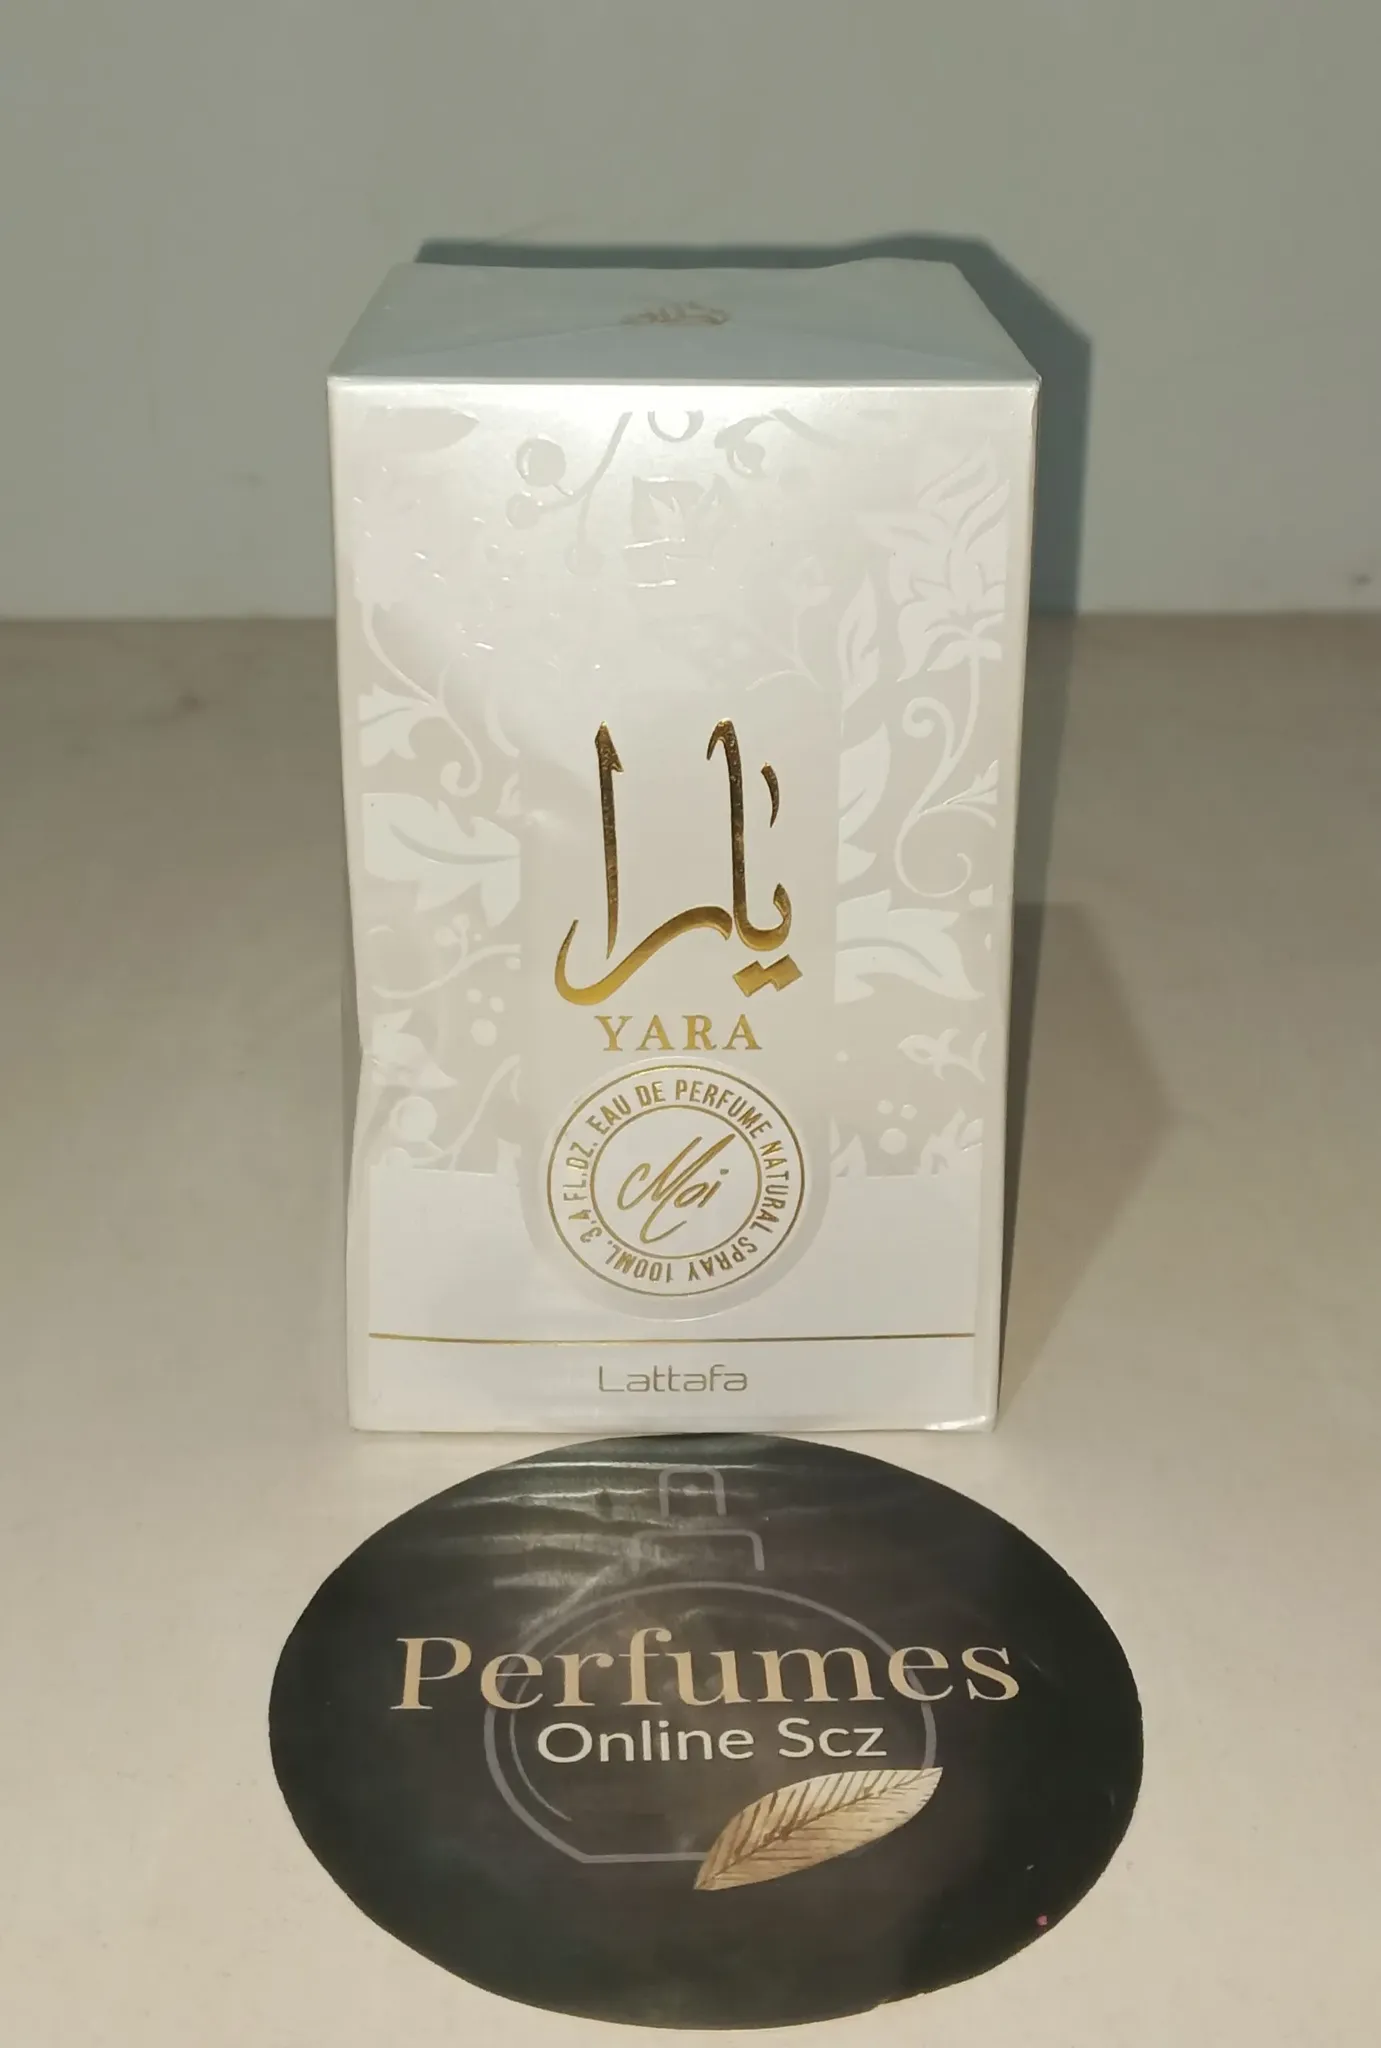 يارا
YARA
EAU DE PERFUME NATURAL SPRAY 100ML. 3,4 FL.OZ.
Moi
Lattafa
Perfumes
Online Scz